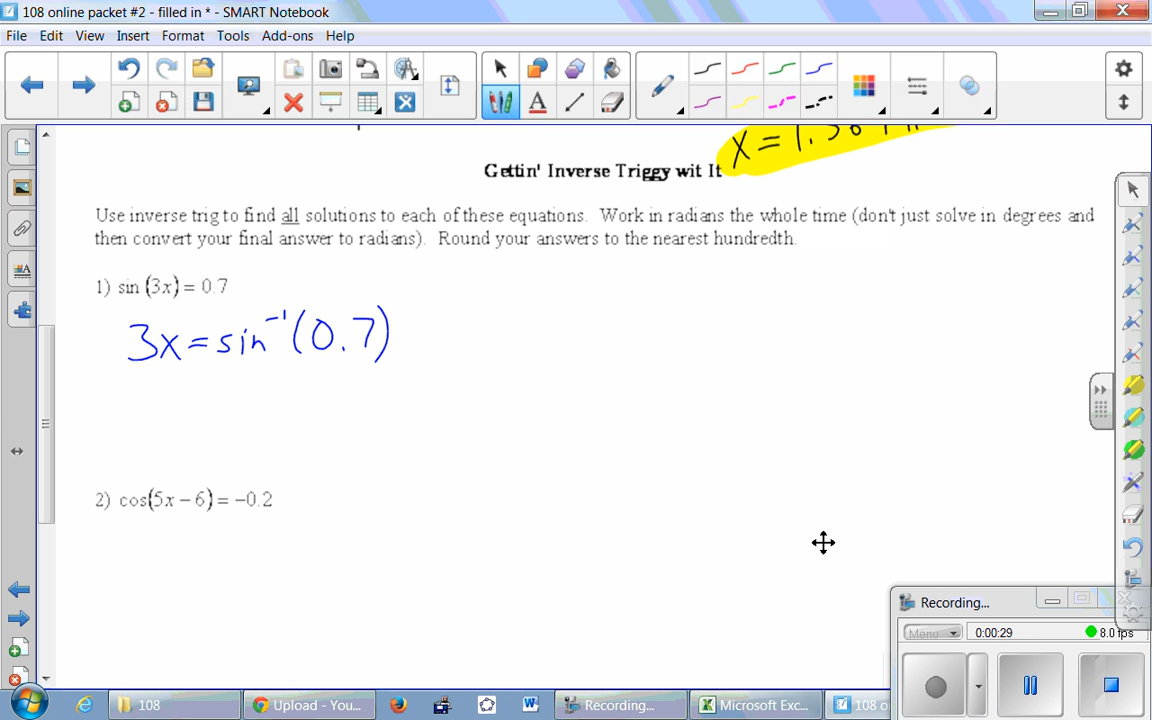 108 online packet #2 - filled in * - SMART Notebook
File Edit View Insert Format Tools Add-ons Help
Gettin' Inverse Triggy wit It
Use inverse trig to find all solutions to each of these equations. Work in radians the whole time (don't just solve in degrees and
then convert your final answer to radians). Round your answers to the nearest hundredth.
1) sin (3x) = 0.7
3x = sin⁻¹(0.7)
2) cos(5x − 6) = −0.2
Recording...
Menu 0:00:29 8.0 fps
108 Upload - You... Recording... Microsoft Exc... 108 o